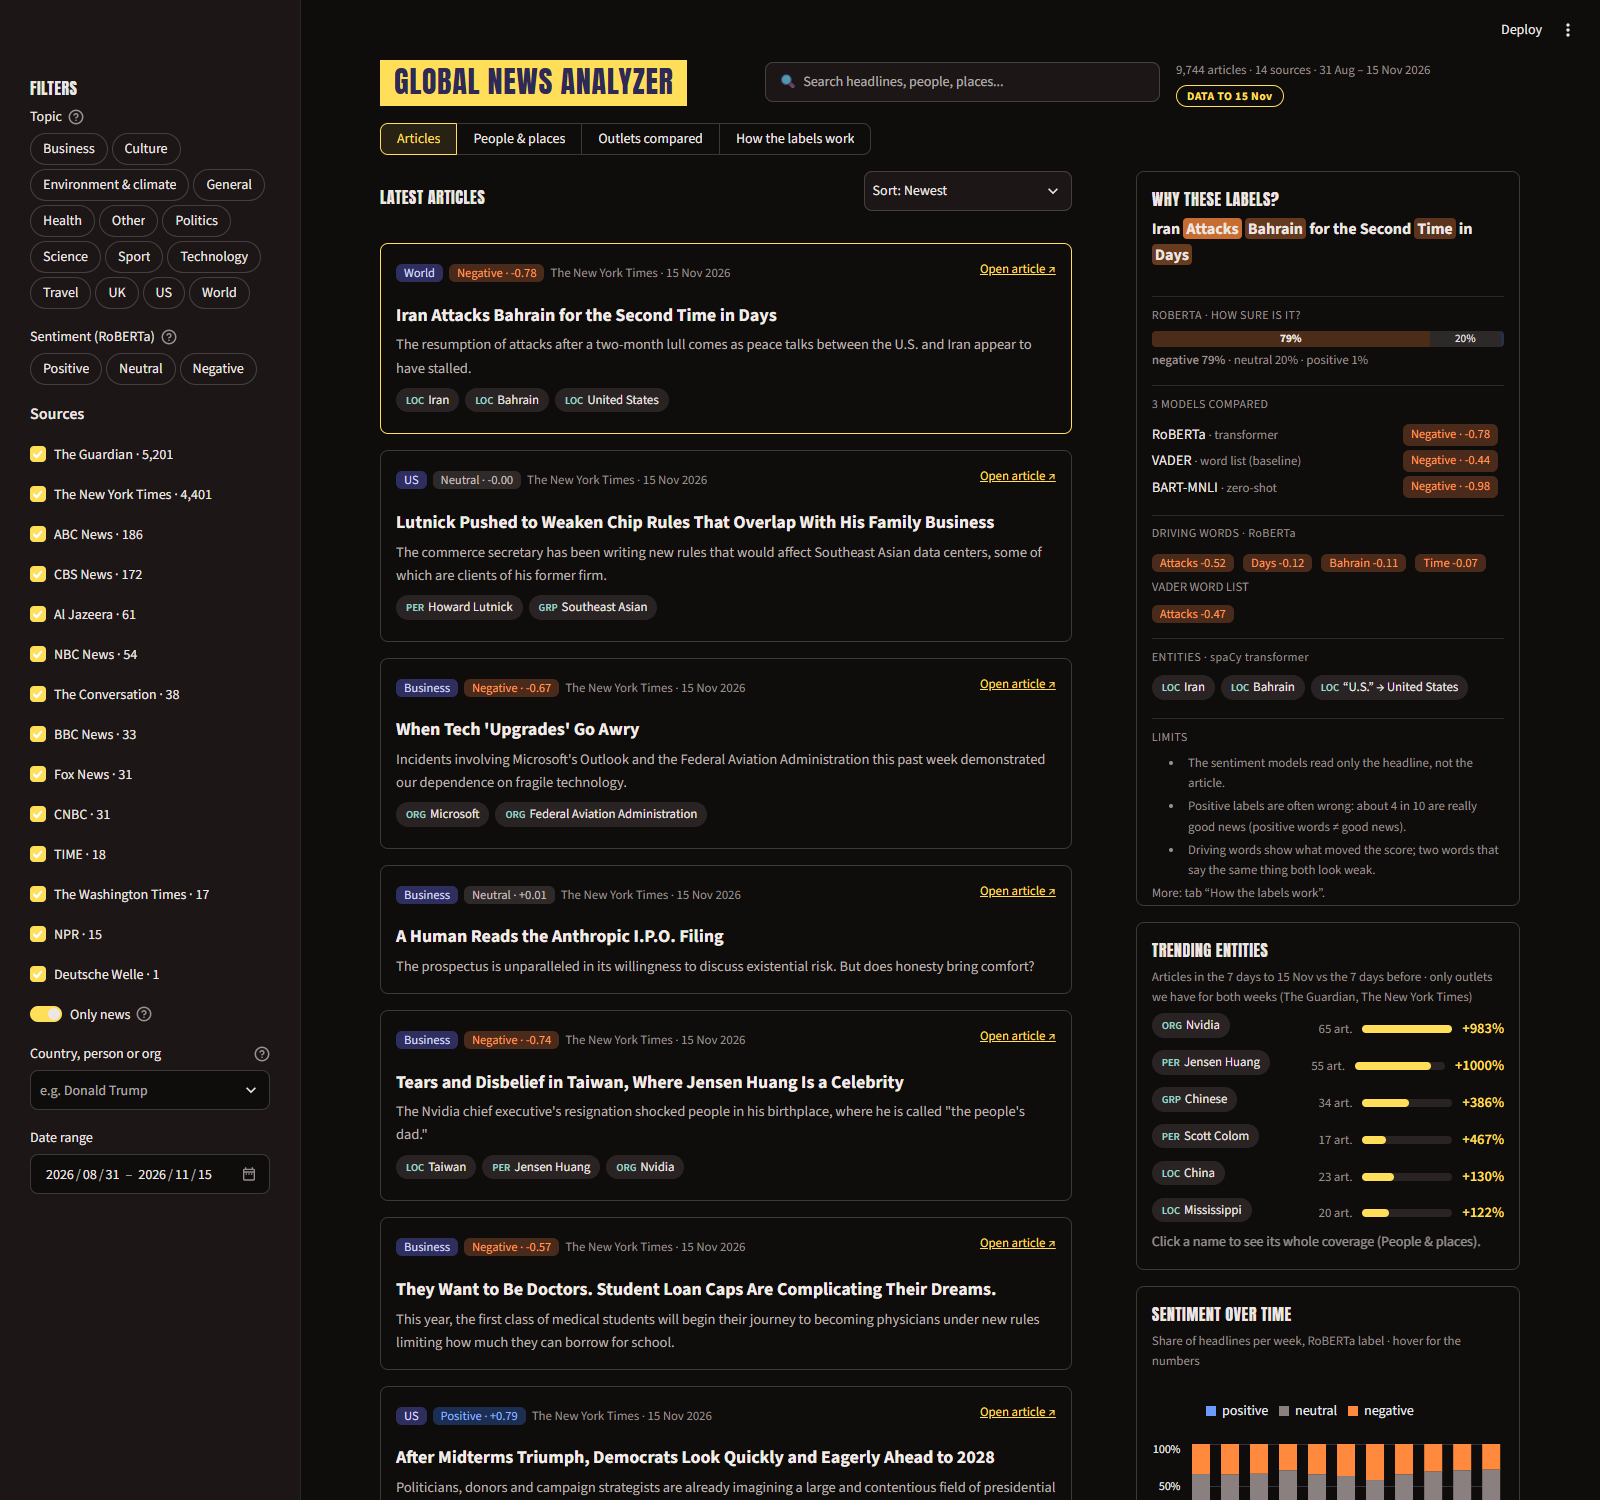 Deploy
FILTERS
Topic
Business
Culture
Environment & climate
General
Health
Other
Politics
Science
Sport
Technology
Travel
UK
US
World
Sentiment (RoBERTa)
Positive
Neutral
Negative
Sources
The Guardian · 5,201
The New York Times · 4,401
ABC News · 186
CBS News · 172
Al Jazeera · 61
NBC News · 54
The Conversation · 38
BBC News · 33
Fox News · 31
CNBC · 31
TIME · 18
The Washington Times · 17
NPR · 15
Deutsche Welle · 1
Only news
Country, person or org
e.g. Donald Trump
Date range
2026/08/31 – 2026/11/15
GLOBAL NEWS ANALYZER
Search headlines, people, places...
9,744 articles · 14 sources · 31 Aug – 15 Nov 2026
DATA TO 15 Nov
Articles
People & places
Outlets compared
How the labels work
LATEST ARTICLES
Sort: Newest
World Negative · -0.78 The New York Times · 15 Nov 2026 Open article ↗
Iran Attacks Bahrain for the Second Time in Days
The resumption of attacks after a two-month lull comes as peace talks between the U.S. and Iran appear to
have stalled.
LOC Iran LOC Bahrain LOC United States
US Neutral · -0.00 The New York Times · 15 Nov 2026 Open article ↗
Lutnick Pushed to Weaken Chip Rules That Overlap With His Family Business
The commerce secretary has been writing new rules that would affect Southeast Asian data centers, some of
which are clients of his former firm.
PER Howard Lutnick GRP Southeast Asian
Business Negative · -0.67 The New York Times · 15 Nov 2026 Open article ↗
When Tech 'Upgrades' Go Awry
Incidents involving Microsoft's Outlook and the Federal Aviation Administration this past week demonstrated
our dependence on fragile technology.
ORG Microsoft ORG Federal Aviation Administration
Business Neutral · +0.01 The New York Times · 15 Nov 2026 Open article ↗
A Human Reads the Anthropic I.P.O. Filing
The prospectus is unparalleled in its willingness to discuss existential risk. But does honesty bring comfort?
Business Negative · -0.74 The New York Times · 15 Nov 2026 Open article ↗
Tears and Disbelief in Taiwan, Where Jensen Huang Is a Celebrity
The Nvidia chief executive's resignation shocked people in his birthplace, where he is called "the people's
dad."
LOC Taiwan PER Jensen Huang ORG Nvidia
Business Negative · -0.57 The New York Times · 15 Nov 2026 Open article ↗
They Want to Be Doctors. Student Loan Caps Are Complicating Their Dreams.
This year, the first class of medical students will begin their journey to becoming physicians under new rules
limiting how much they can borrow for school.
US Positive · +0.79 The New York Times · 15 Nov 2026 Open article ↗
After Midterms Triumph, Democrats Look Quickly and Eagerly Ahead to 2028
Politicians, donors and campaign strategists are already imagining a large and contentious field of presidential
WHY THESE LABELS?
Iran Attacks Bahrain for the Second Time in
Days
ROBERTA · HOW SURE IS IT?
79% 20%
negative 79% · neutral 20% · positive 1%
3 MODELS COMPARED
RoBERTa · transformer Negative · -0.78
VADER · word list (baseline) Negative · -0.44
BART-MNLI · zero-shot Negative · -0.98
DRIVING WORDS · RoBERTa
Attacks -0.52 Days -0.12 Bahrain -0.11 Time -0.07
VADER WORD LIST
Attacks -0.47
ENTITIES · spaCy transformer
LOC Iran LOC Bahrain LOC “U.S.” → United States
LIMITS
• The sentiment models read only the headline, not the
article.
• Positive labels are often wrong: about 4 in 10 are really
good news (positive words ≠ good news).
• Driving words show what moved the score; two words that
say the same thing both look weak.
More: tab “How the labels work”.
TRENDING ENTITIES
Articles in the 7 days to 15 Nov vs the 7 days before · only outlets
we have for both weeks (The Guardian, The New York Times)
ORG Nvidia 65 art. +983%
PER Jensen Huang 55 art. +1000%
GRP Chinese 34 art. +386%
PER Scott Colom 17 art. +467%
LOC China 23 art. +130%
LOC Mississippi 20 art. +122%
Click a name to see its whole coverage (People & places).
SENTIMENT OVER TIME
Share of headlines per week, RoBERTa label · hover for the
numbers
positive neutral negative
100%
50%